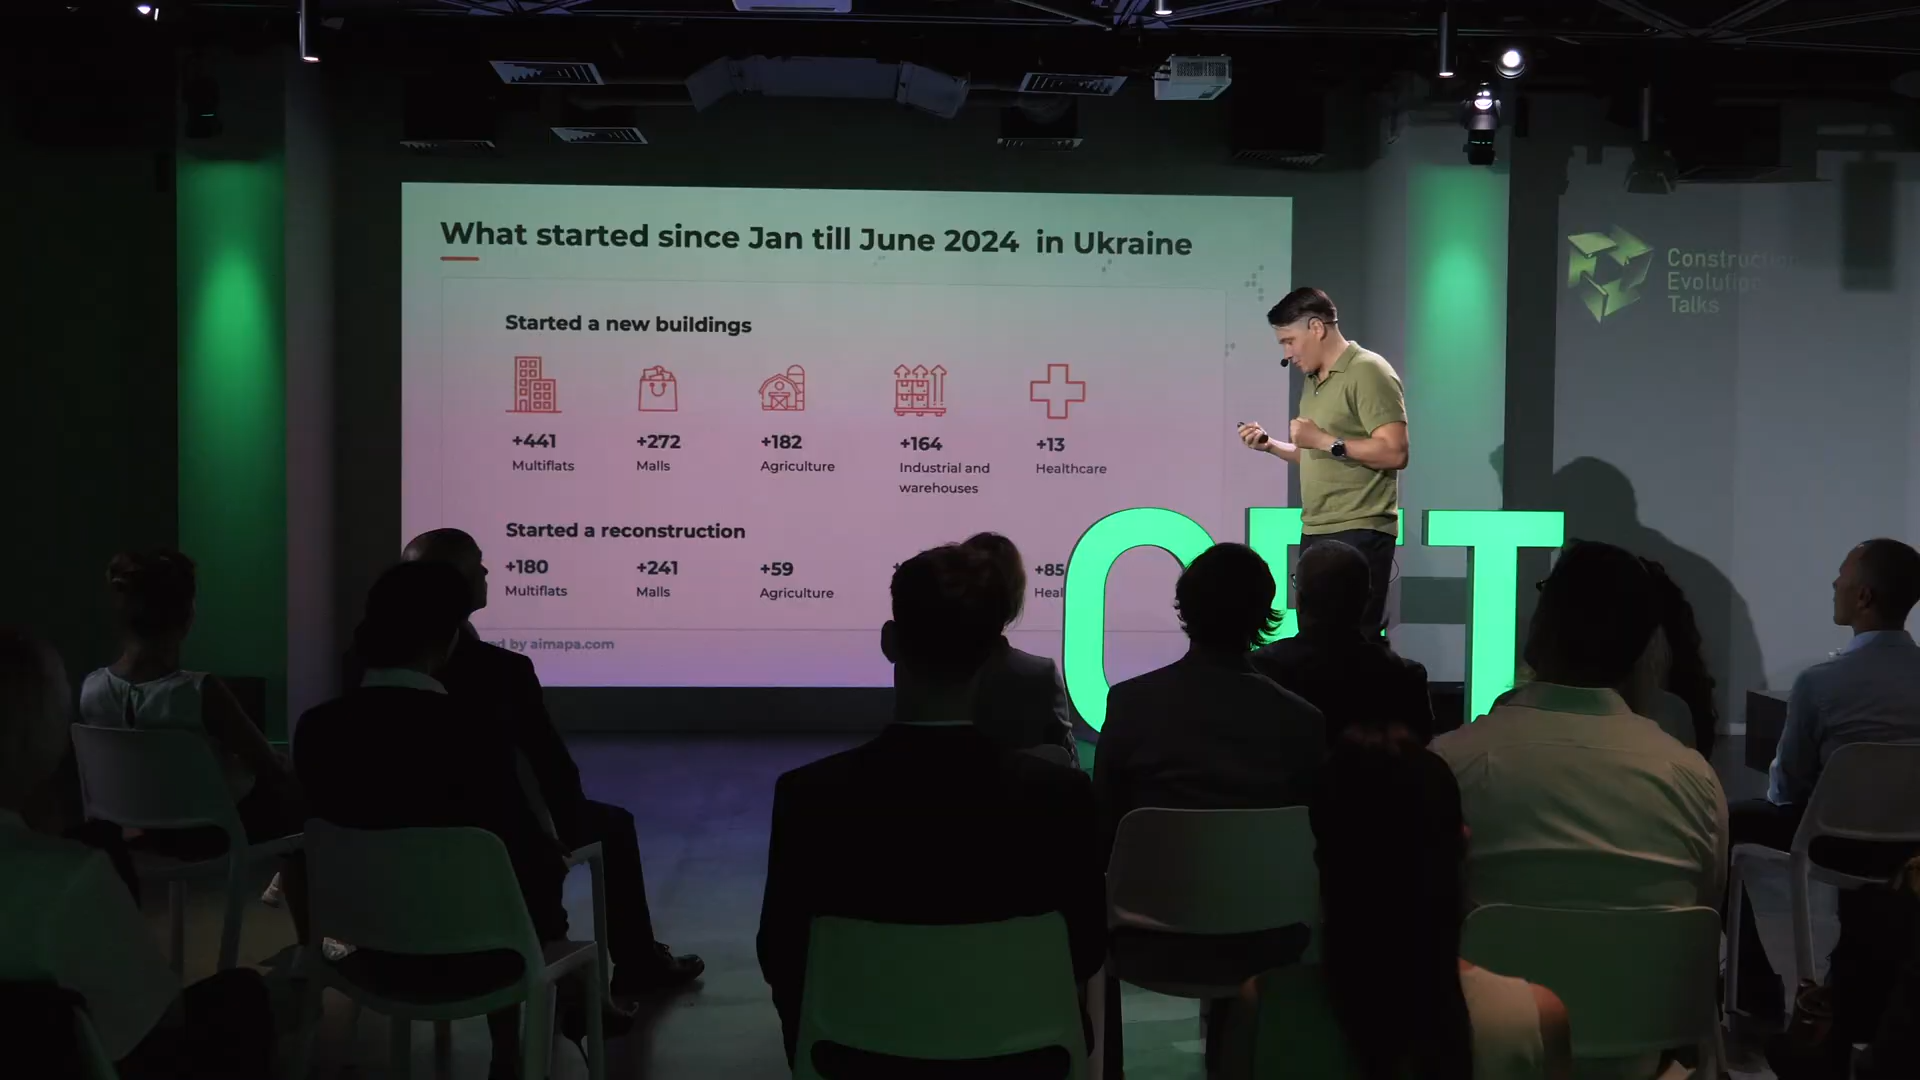 What started since Jan till June 2024 in Ukraine
Started a new buildings
+441
Multiflats
+272
Malls
+182
Agriculture
+164
Industrial and
warehouses
+13
Healthcare
Started a reconstruction
+180
Multiflats
+241
Malls
+59
Agriculture
+85
by aimapa.com
Construction
Evolution
Talks
CET